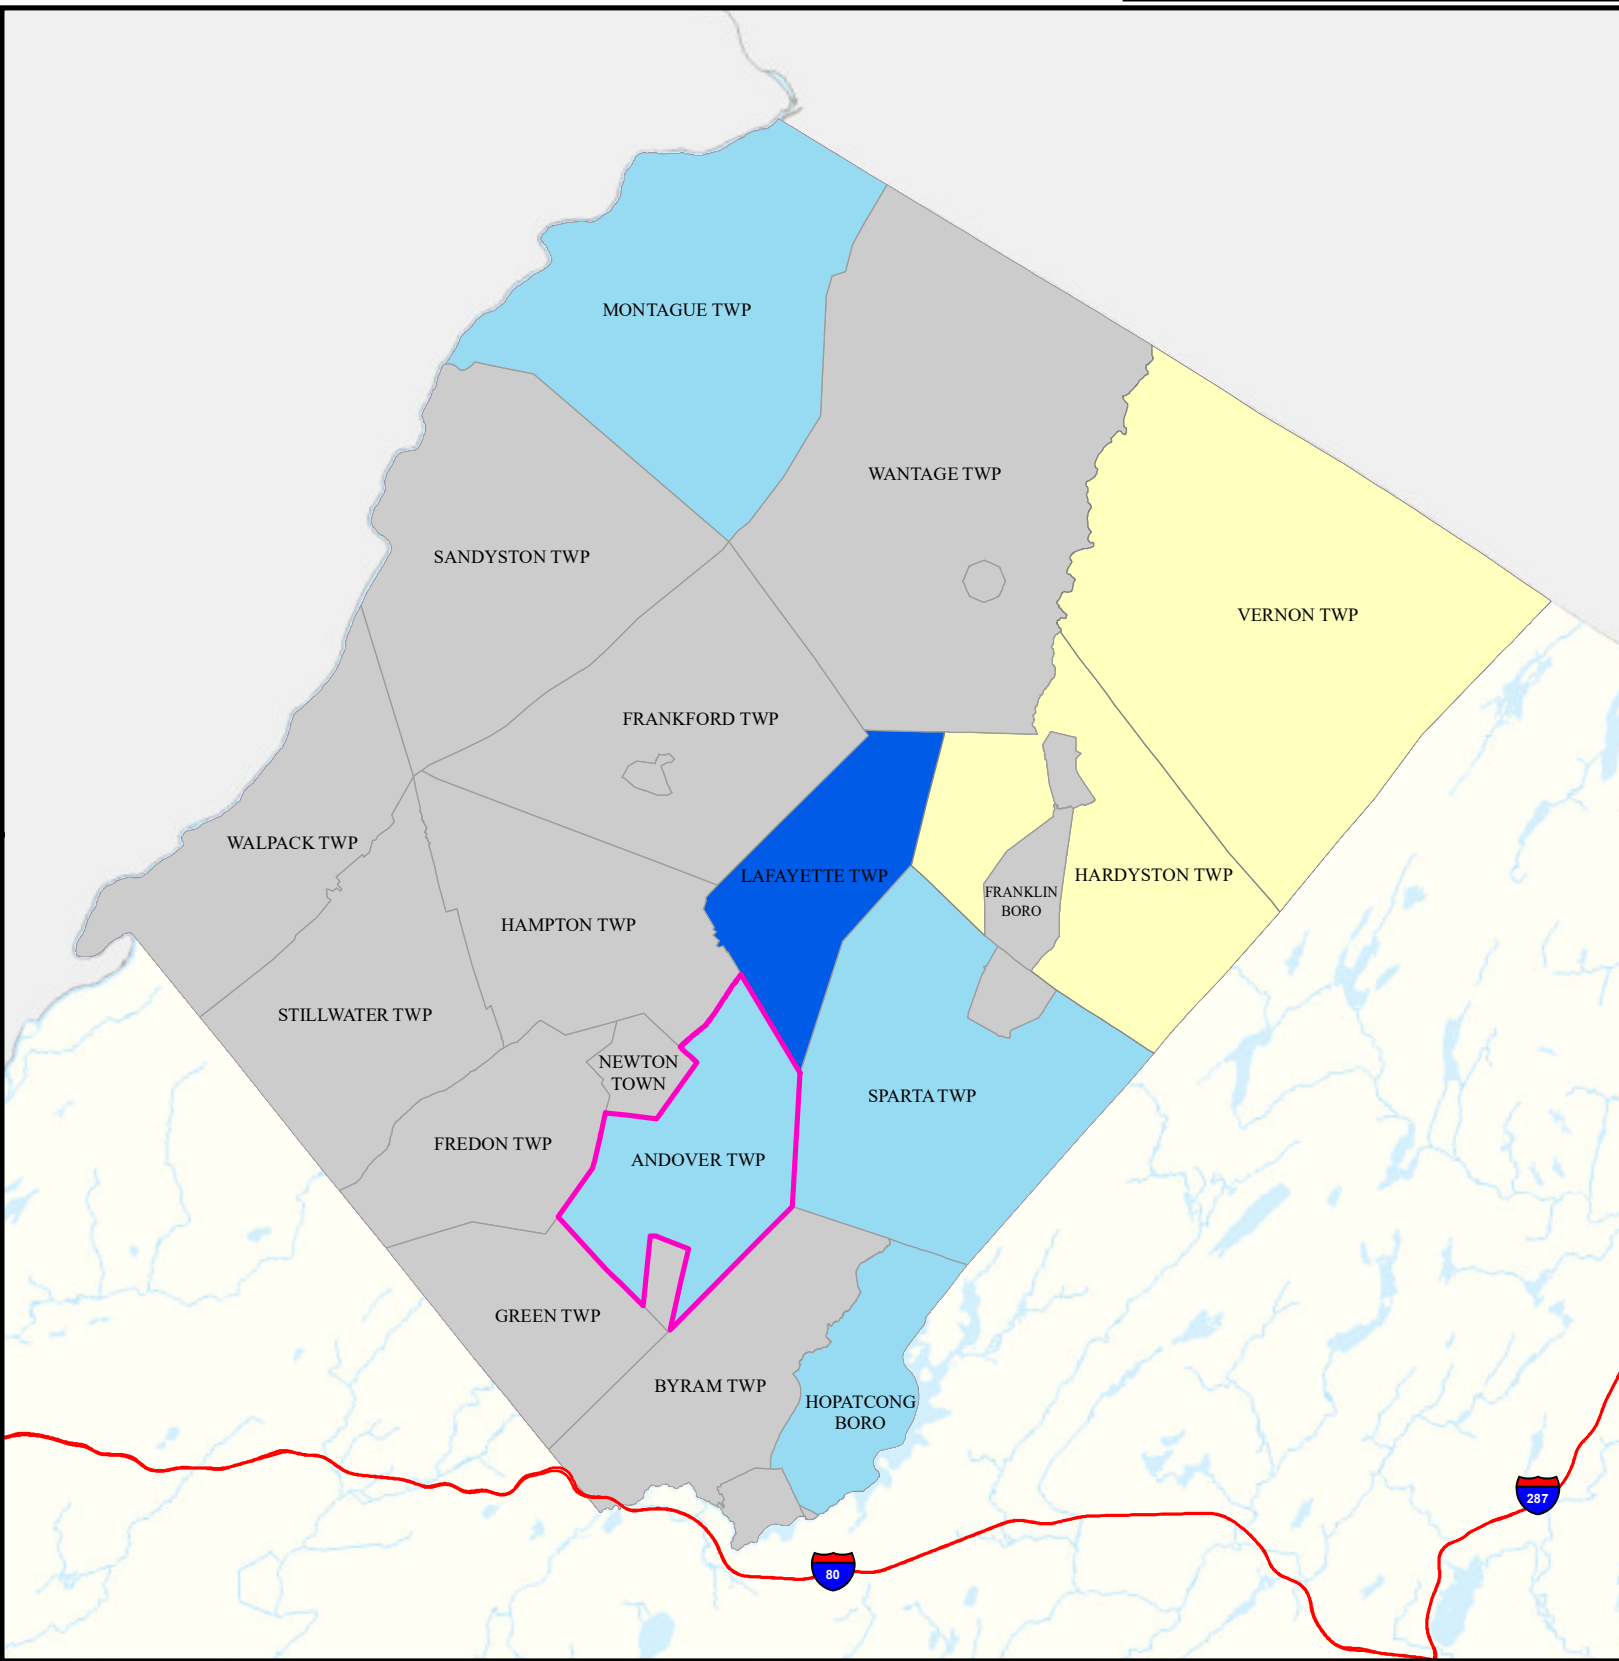 MONTAGUE TWP
WANTAGE TWP
SANDYSTON TWP
VERNON TWP
FRANKFORD TWP
WALPACK TWP
LAFAYETTE TWP
HARDYSTON TWP
FRANKLIN
BORO
HAMPTON TWP
STILLWATER TWP
NEWTON
TOWN
SPARTA TWP
FREDON TWP
ANDOVER TWP
GREEN TWP
BYRAM TWP
HOPATCONG
BORO
287
80